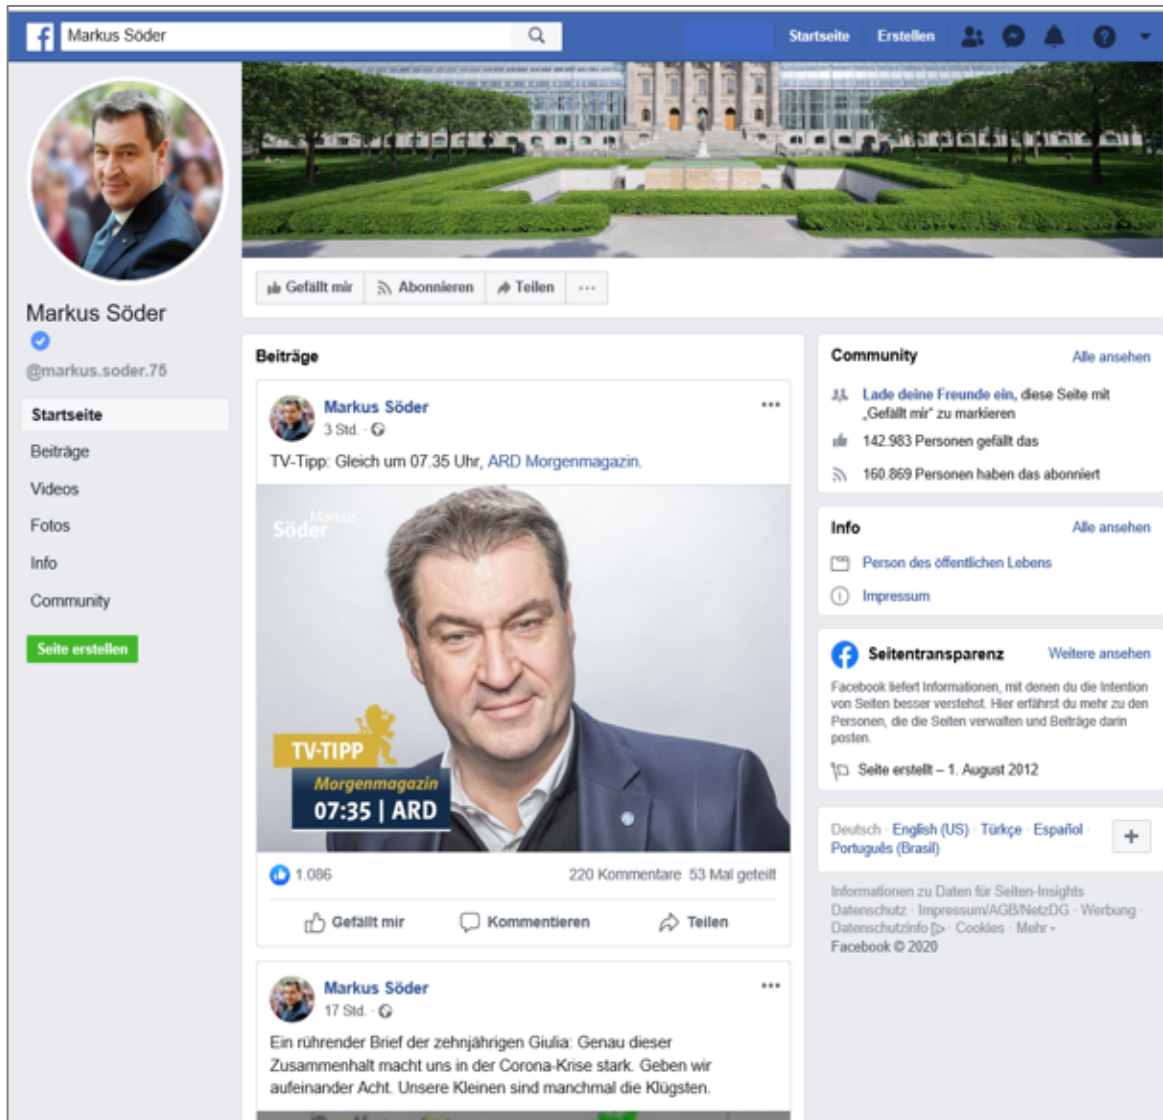 Markus Söder
Startseite
Erstellen
Gefällt mir
Abonnieren
Teilen
Markus Söder
@markus.soder.75
Startseite
Beiträge
Videos
Fotos
Info
Community
Seite erstellen
Beiträge
Markus Söder
3 Std. ·
TV-Tipp: Gleich um 07.35 Uhr, ARD Morgenmagazin.
Markus
Söder
TV-TIPP
Morgenmagazin
07:35 | ARD
1.086
220 Kommentare 53 Mal geteilt
Gefällt mir
Kommentieren
Teilen
Markus Söder
17 Std. ·
Ein rührender Brief der zehnjährigen Giulia: Genau dieser
Zusammenhalt macht uns in der Corona-Krise stark. Geben wir
aufeinander Acht. Unsere Kleinen sind manchmal die Klügsten.
Community
Alle ansehen
Lade deine Freunde ein, diese Seite mit
„Gefällt mir“ zu markieren
142.983 Personen gefällt das
160.869 Personen haben das abonniert
Info
Alle ansehen
Person des öffentlichen Lebens
Impressum
Seitentransparenz
Weitere ansehen
Facebook liefert Informationen, mit denen du die Intention
von Seiten besser verstehst. Hier erfährst du mehr zu den
Personen, die die Seiten verwalten und Beiträge darin
posten.
Seite erstellt – 1. August 2012
Deutsch · English (US) · Türkçe · Español ·
Português (Brasil)
Informationen zu Daten für Seiten-Insights
Datenschutz · Impressum/AGB/NetzDG · Werbung ·
Datenschutzinfo · Cookies · Mehr
Facebook © 2020